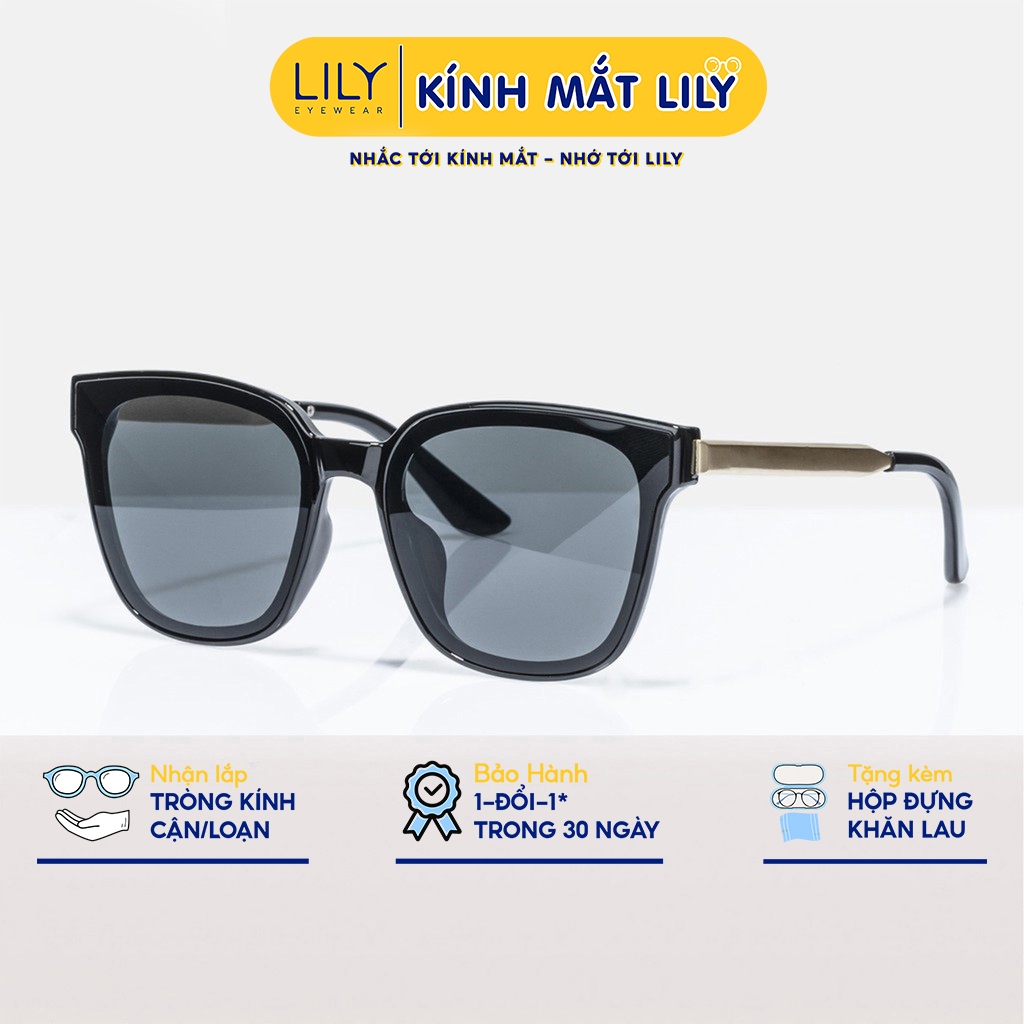 LILY
EYEWEAR
KÍNH MẮT LILY
NHẮC TỚI KÍNH MẮT - NHỚ TỚI LILY
Nhận lắp
TRÒNG KÍNH
CẬN/LOẠN
Bảo Hành
1-ĐỔI-1*
TRONG 30 NGÀY
Tặng kèm
HỘP ĐỰNG
KHĂN LAU